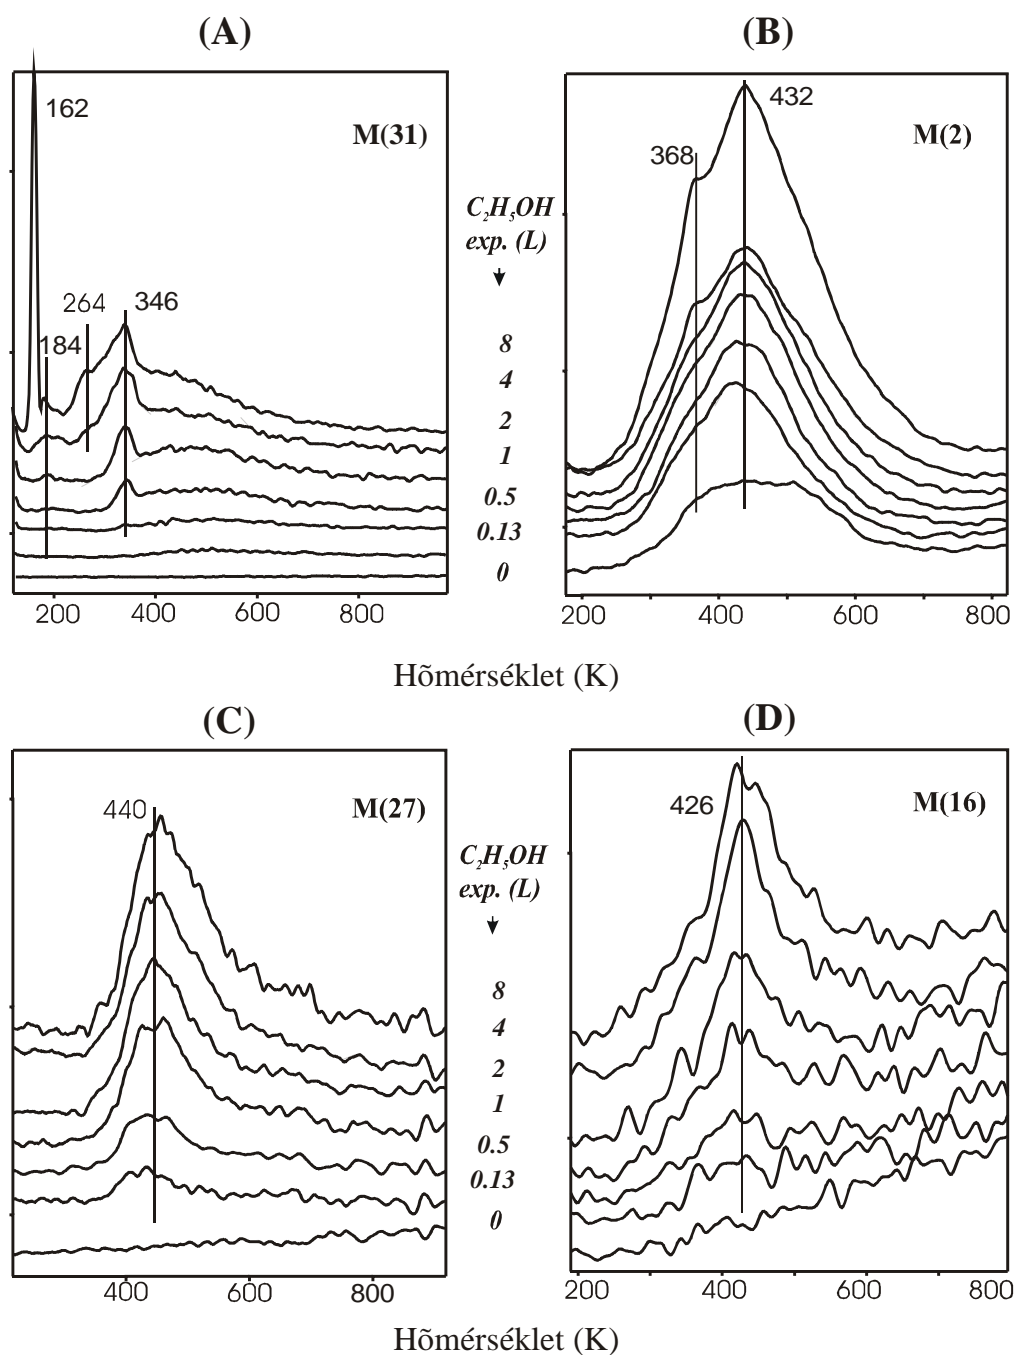 (A)
(B)
162
M(31)
432
M(2)
368
C₂H₅OH
exp. (L)
264
346
184
8
4
2
1
0.5
0.13
0
200 400 600 800
200 400 600 800
Hõmérséklet (K)
(C)
(D)
440
M(27)
426
M(16)
C₂H₅OH
exp. (L)
8
4
2
1
0.5
0.13
0
400 600 800
200 400 600 800
Hõmérséklet (K)